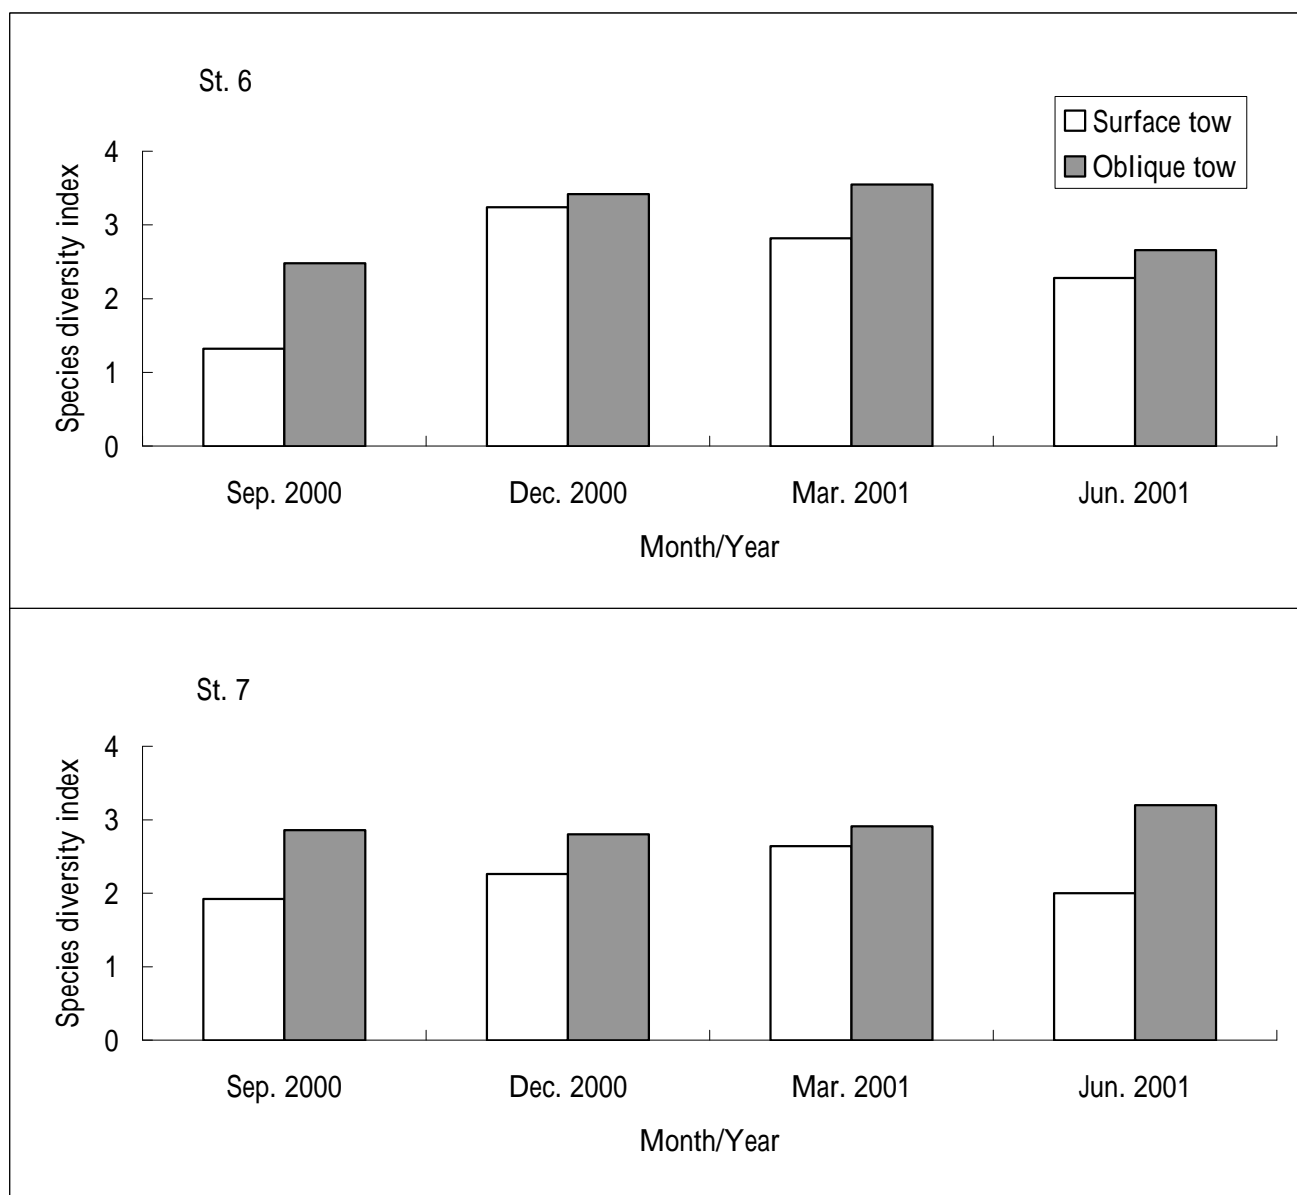 St. 6
Surface tow
Oblique tow
Species diversity index
4
3
2
1
0
Sep. 2000 Dec. 2000 Mar. 2001 Jun. 2001
Month/Year
St. 7
Species diversity index
4
3
2
1
0
Sep. 2000 Dec. 2000 Mar. 2001 Jun. 2001
Month/Year